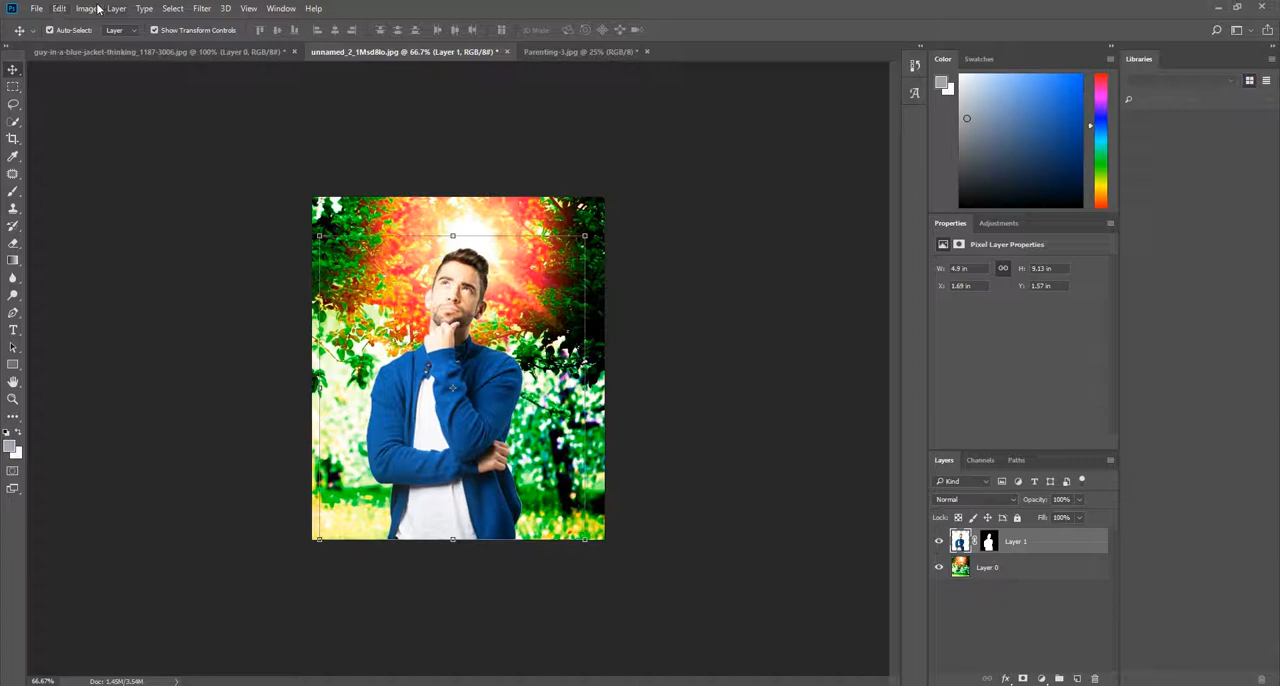 Ps File Edit Image Layer Type Select Filter 3D View Window Help
Auto-Select: Layer Show Transform Controls 3D Mode:
guy-in-a-blue-jacket-thinking_1187-3006.jpg @ 100% (Layer 0, RGB/8#) * × unnamed_2_1Msd8lo.jpg @ 66.7% (Layer 1, RGB/8#) * × Parenting-3.jpg @ 25% (RGB/8*) * ×
Color Swatches
Libraries
Properties Adjustments
Pixel Layer Properties
W: 4.9 in H: 9.13 in
X: 1.69 in Y: 1.57 in
Layers Channels Paths
Kind
Normal Opacity: 100%
Lock: Fill: 100%
Layer 1
Layer 0
fx
66.67% Doc: 1.45M/3.54M